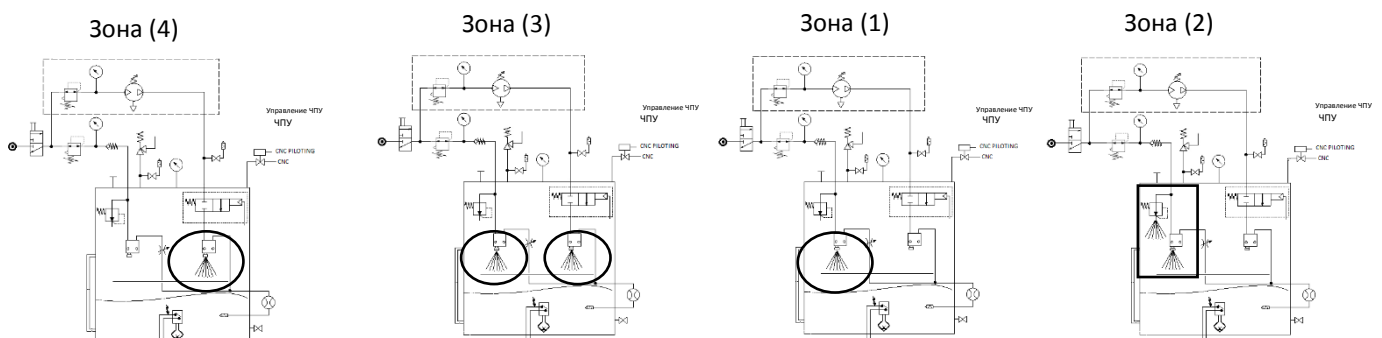 Зона (4)
Зона (3)
Зона (1)
Зона (2)
Управление ЧПУ
ЧПУ
CNC PILOTING
CNC
Управление ЧПУ
ЧПУ
CNC PILOTING
CNC
Управление ЧПУ
ЧПУ
CNC PILOTING
CNC
Управление ЧПУ
ЧПУ
CNC PILOTING
CNC